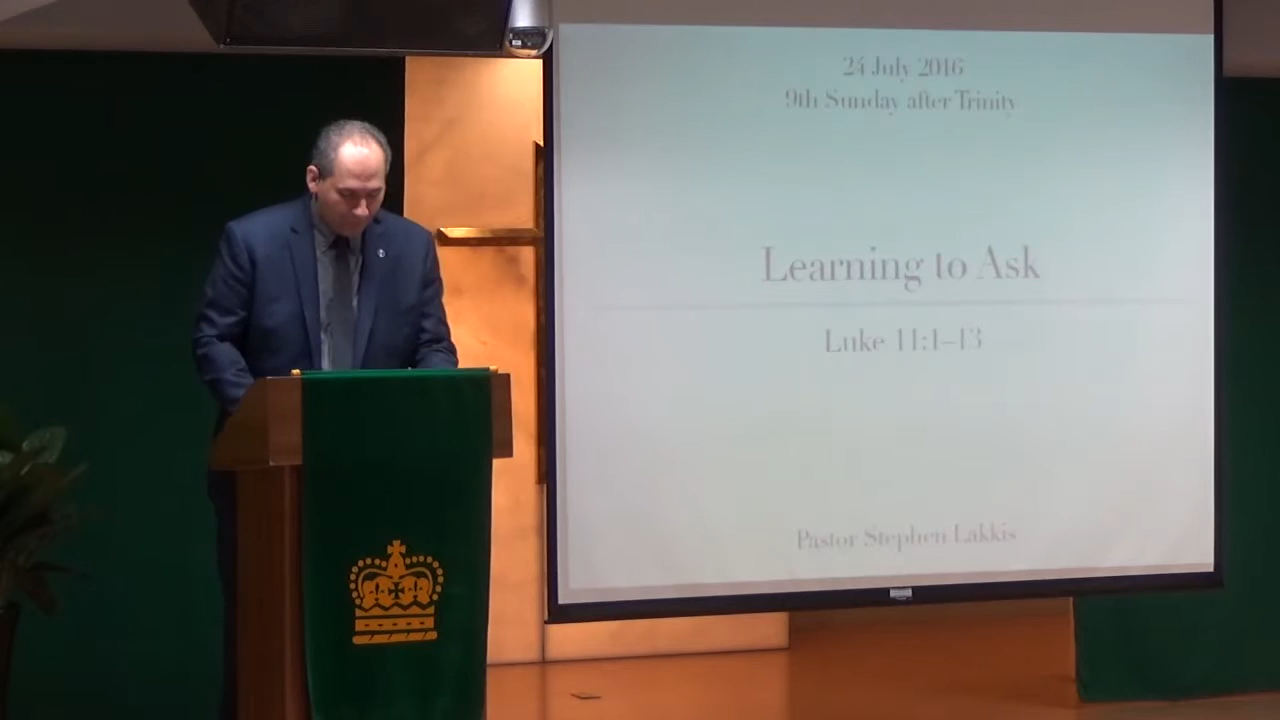 24 July 2016
9th Sunday after Trinity
Learning to Ask
Luke 11:1–13
Pastor Stephen Lakkis